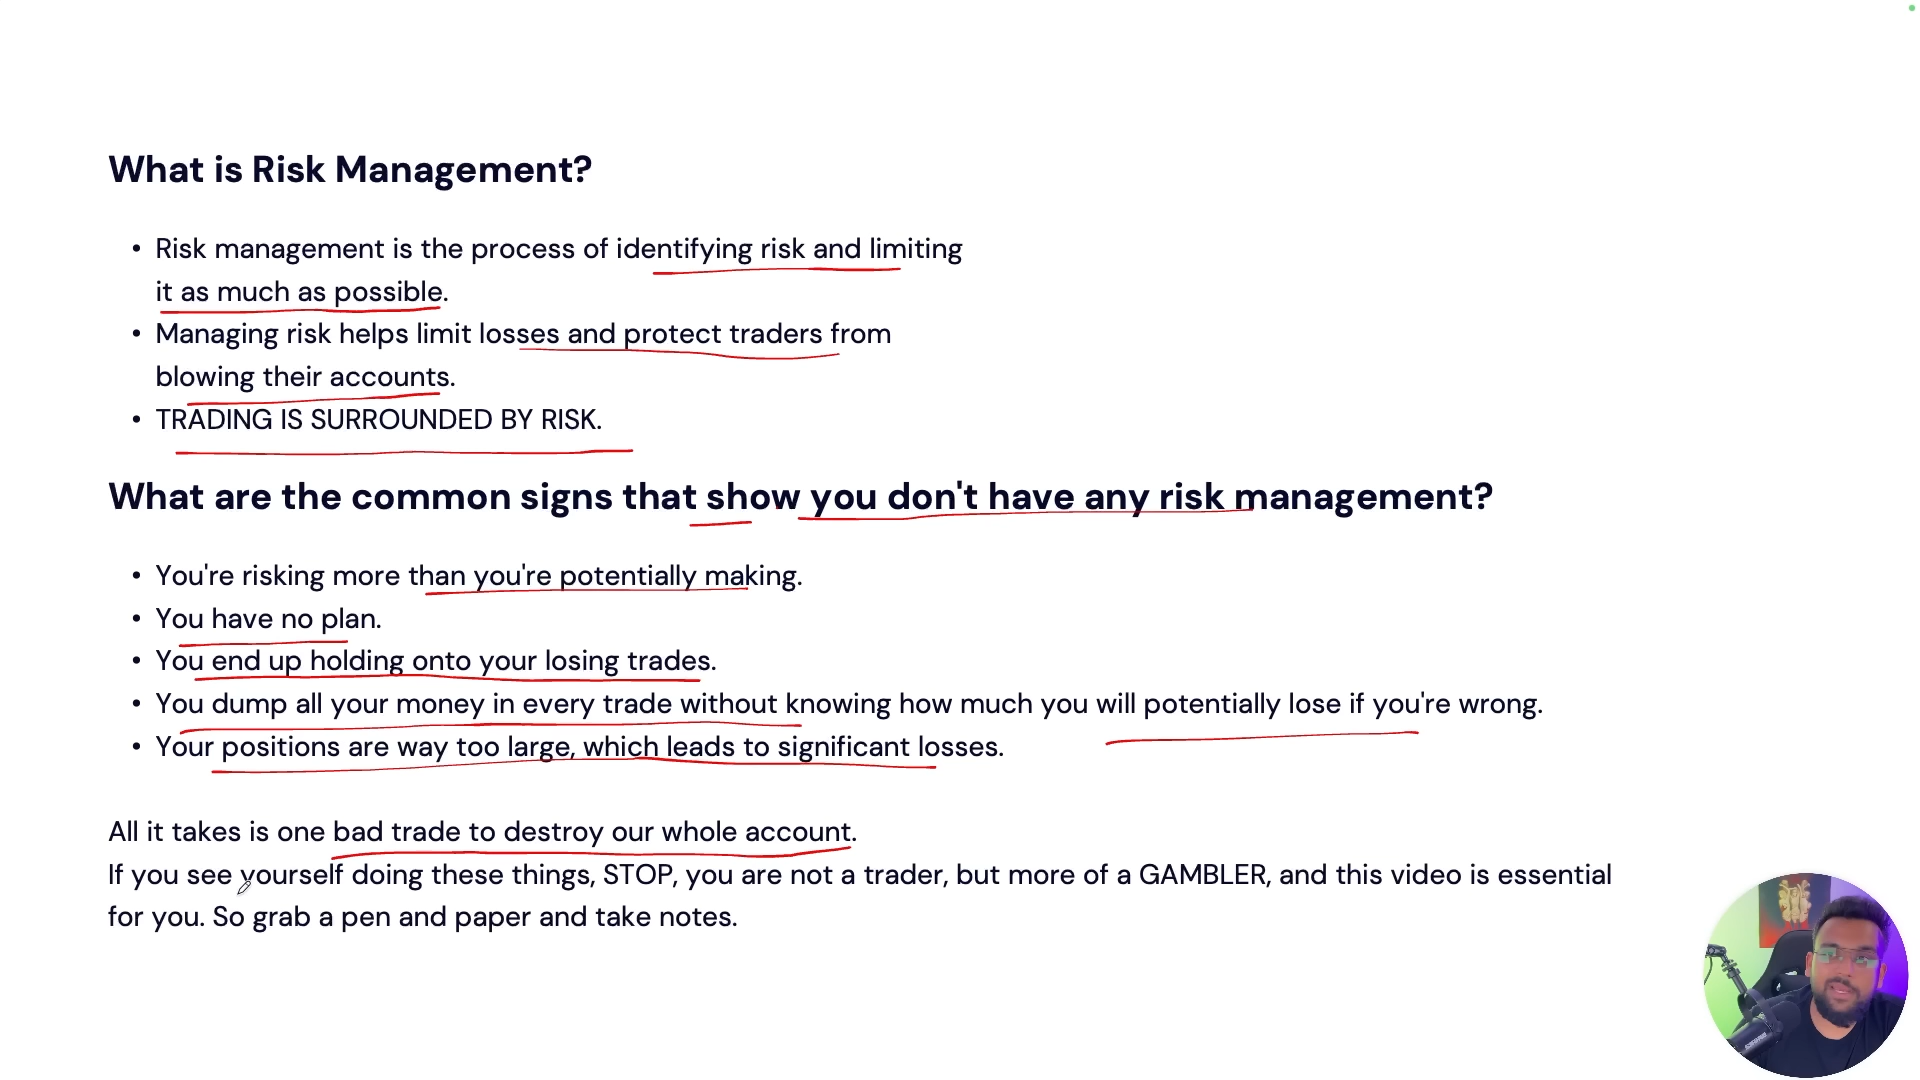 What is Risk Management?
• Risk management is the process of identifying risk and limiting
it as much as possible.
• Managing risk helps limit losses and protect traders from
blowing their accounts.
• TRADING IS SURROUNDED BY RISK.
What are the common signs that show you don't have any risk management?
• You're risking more than you're potentially making.
• You have no plan.
• You end up holding onto your losing trades.
• You dump all your money in every trade without knowing how much you will potentially lose if you're wrong.
• Your positions are way too large, which leads to significant losses.
All it takes is one bad trade to destroy our whole account.
If you see yourself doing these things, STOP, you are not a trader, but more of a GAMBLER, and this video is essential
for you. So grab a pen and paper and take notes.